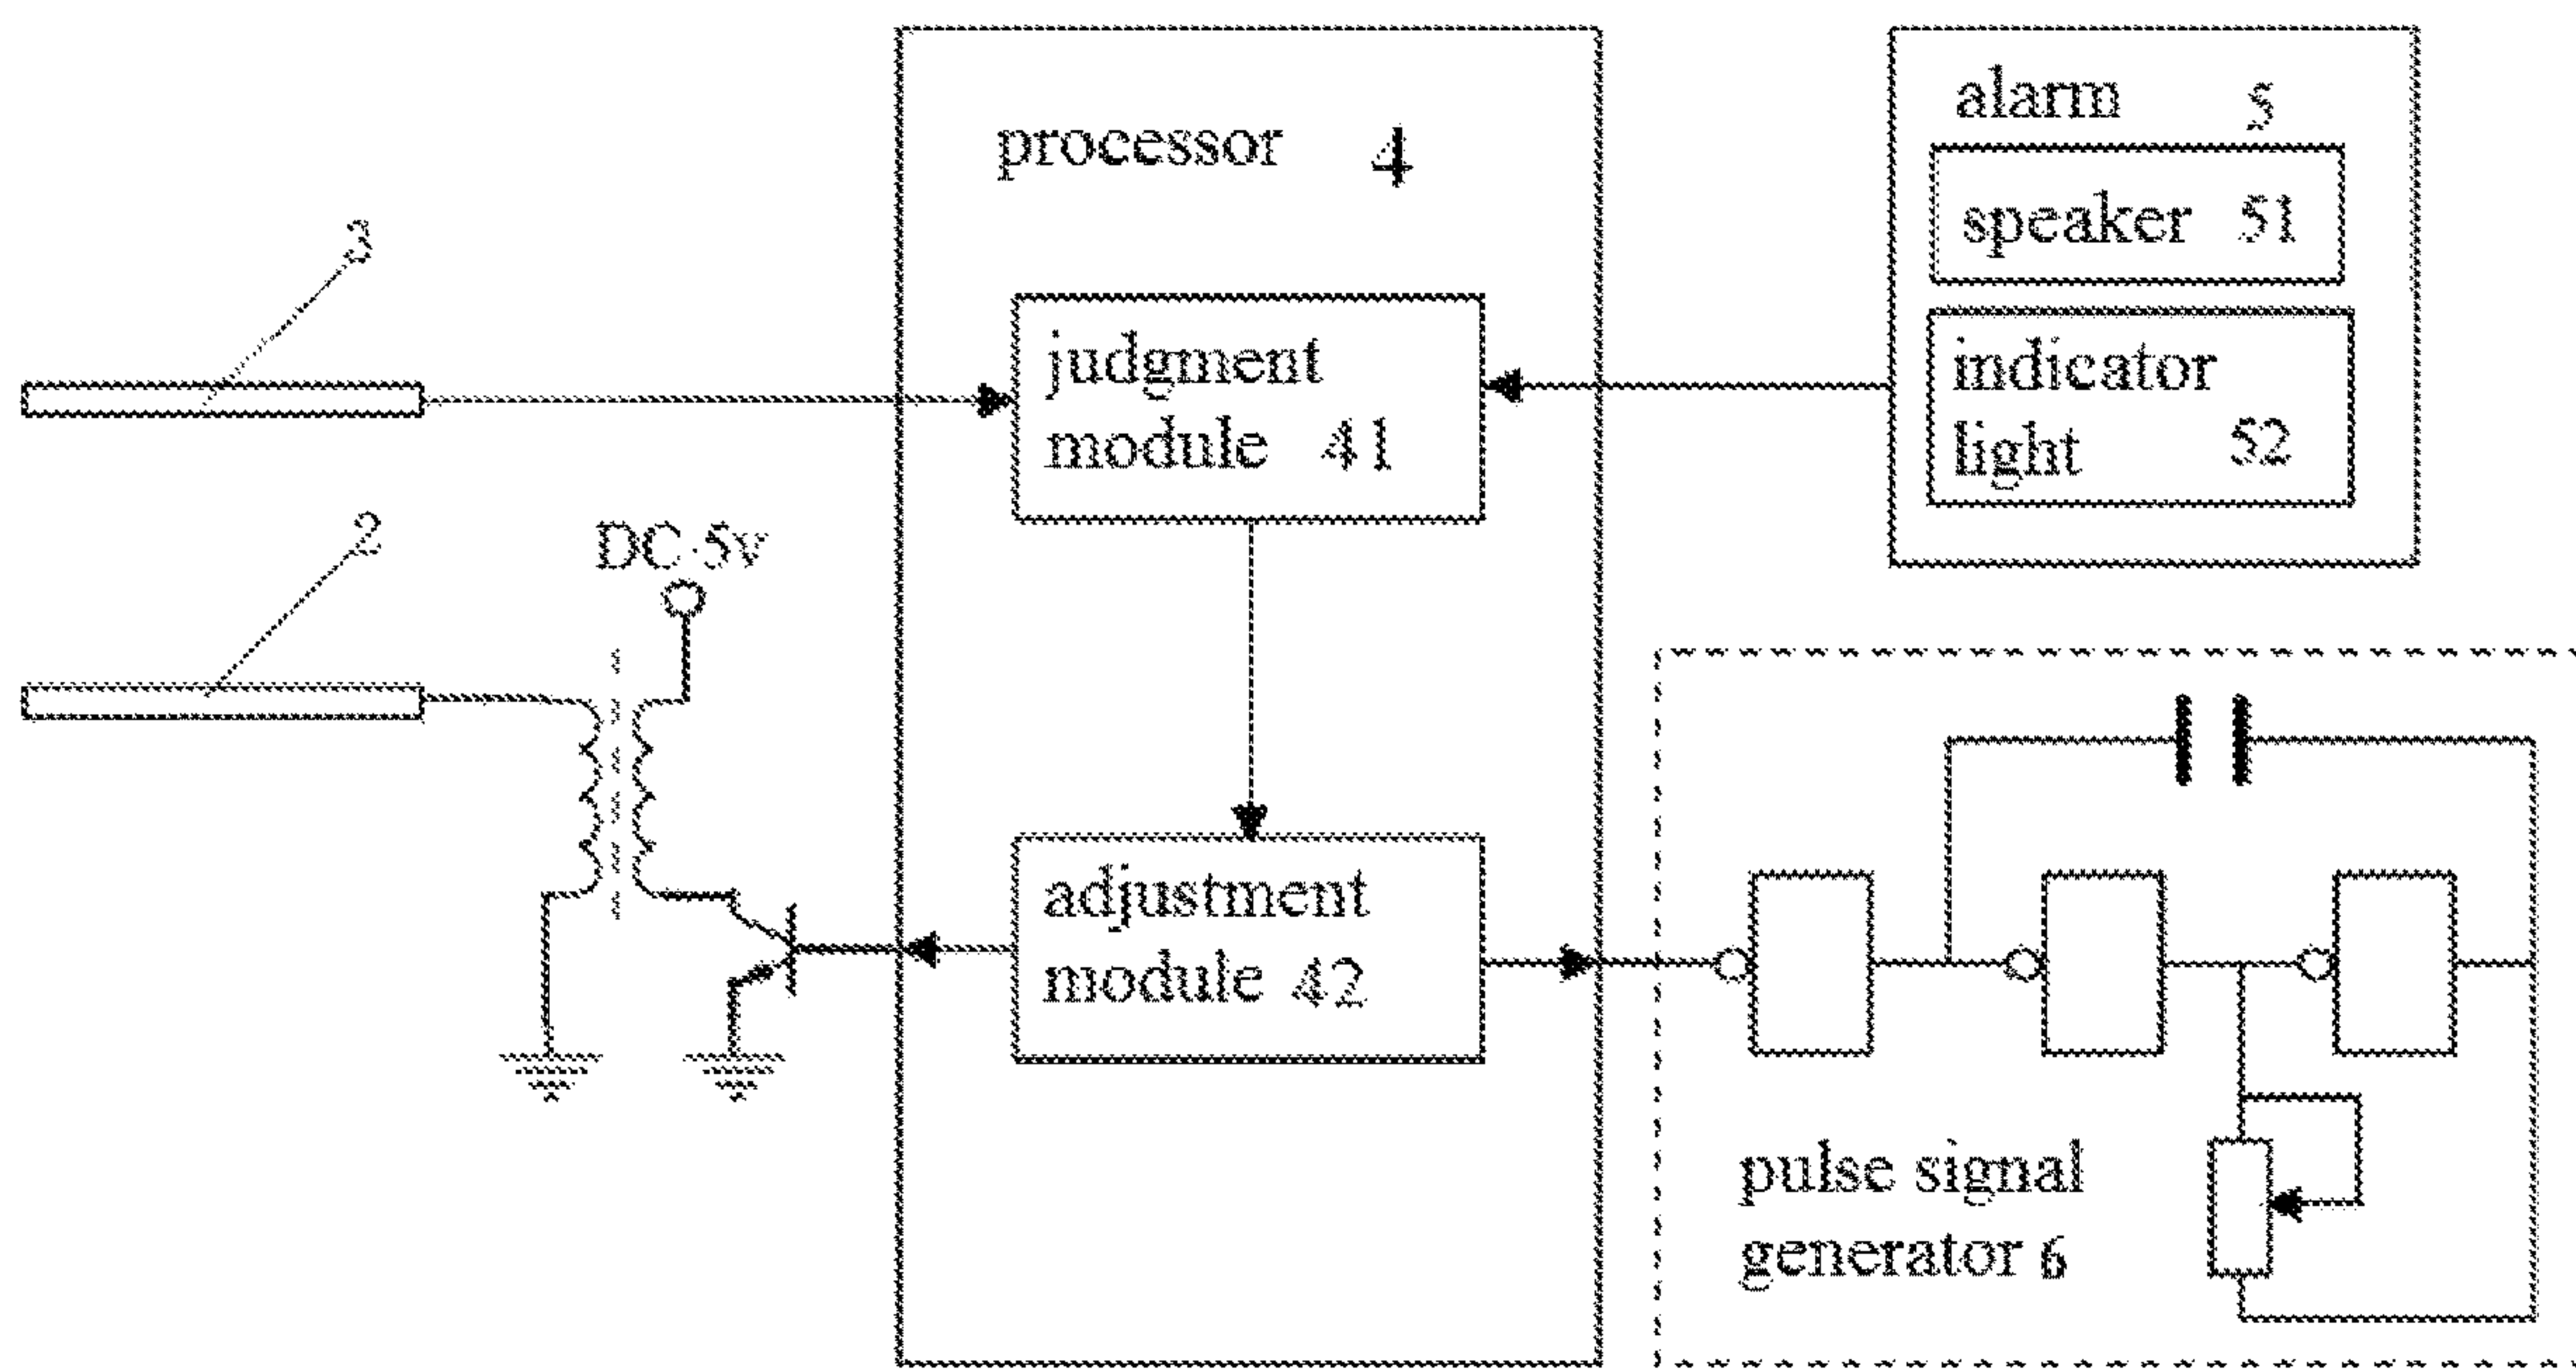 3
2
DC 5v
processor 4
judgment
module 41
adjustment
module 42
alarm 5
speaker 51
indicator
light 52
pulse signal
generator 6